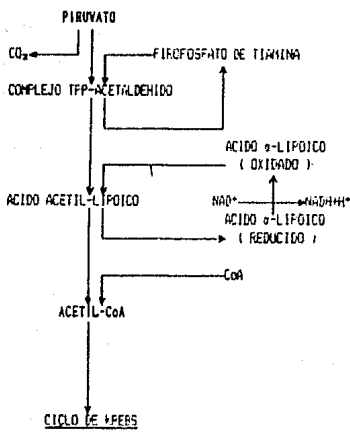 PIRUVATO
CO₂
PIROFOSFATO DE TIAMINA
COMPLEJO TPP-ACETALDEHIDO
ACIDO α-LIPOICO
( OXIDADO )
ACIDO ACETIL-LIPOICO
NAD⁺ NADH+H⁺
ACIDO α-LIPOICO
( REDUCIDO )
CoA
ACETIL-CoA
CICLO DE KREBS